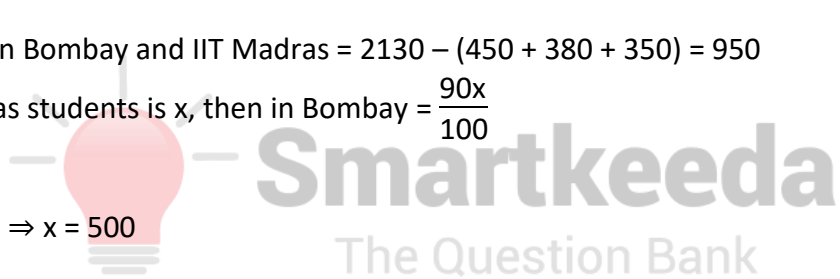 n Bombay and IIT Madras = 2130 – (450 + 380 + 350) = 950
as students is x, then in Bombay = 90x/100
⇒ x = 500
Smartkeeda
The Question Bank